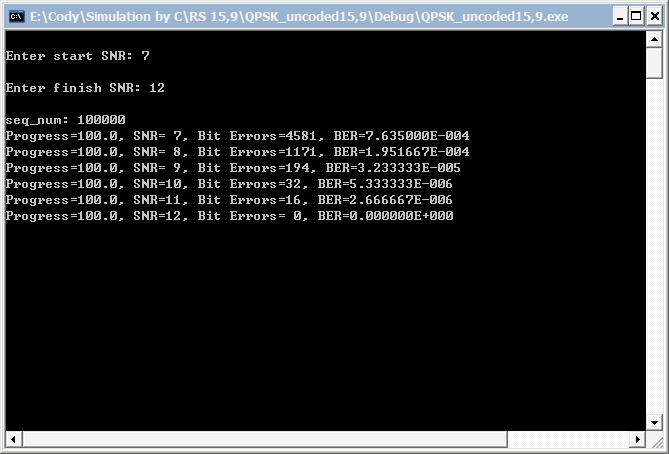 E:\Cody\Simulation by C\RS 15,9\QPSK_uncoded15,9\Debug\QPSK_uncoded15,9.exe
Enter start SNR: 7
Enter finish SNR: 12
seq_num: 100000
Progress=100.0, SNR= 7, Bit Errors=4581, BER=7.635000E-004
Progress=100.0, SNR= 8, Bit Errors=1171, BER=1.951667E-004
Progress=100.0, SNR= 9, Bit Errors=194, BER=3.233333E-005
Progress=100.0, SNR=10, Bit Errors=32, BER=5.333333E-006
Progress=100.0, SNR=11, Bit Errors=16, BER=2.666667E-006
Progress=100.0, SNR=12, Bit Errors= 0, BER=0.000000E+000